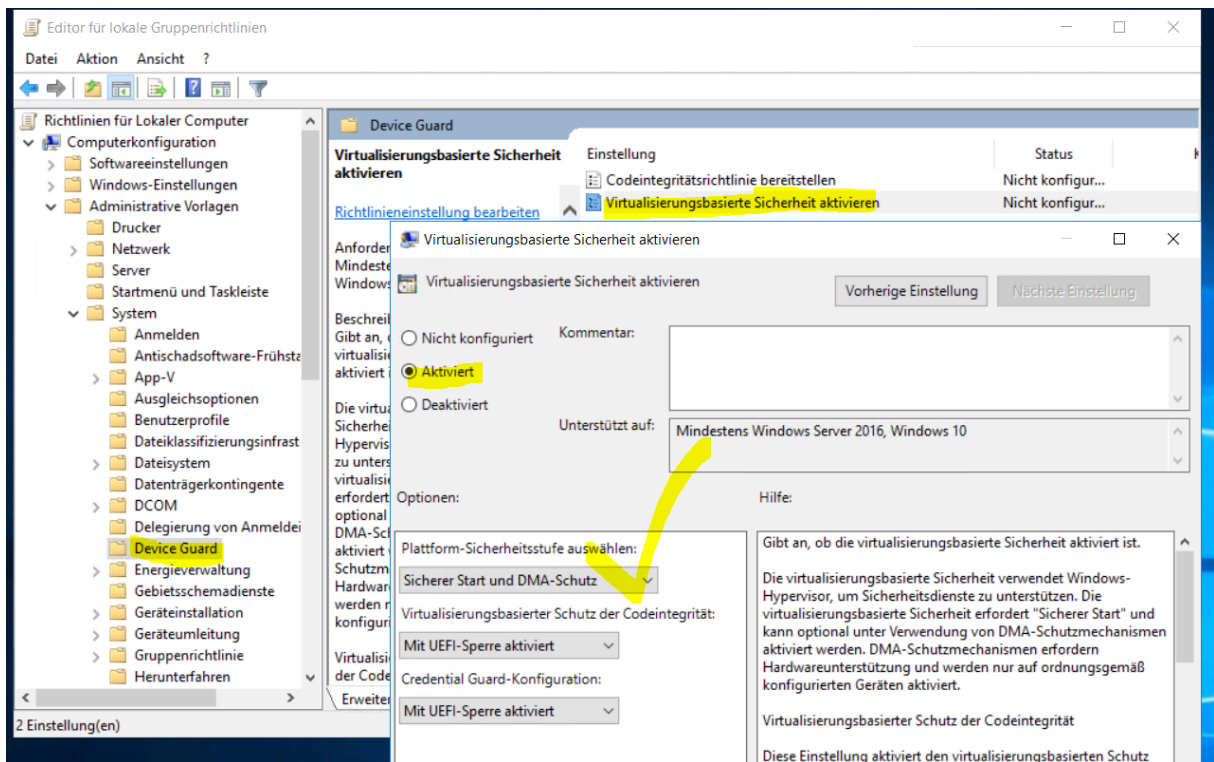 Editor für lokale Gruppenrichtlinien
Datei Aktion Ansicht ?
Richtlinien für Lokaler Computer
Computerkonfiguration
Softwareeinstellungen
Windows-Einstellungen
Administrative Vorlagen
Drucker
Netzwerk
Server
Startmenü und Taskleiste
System
Anmelden
Antischadsoftware-Frühsta
App-V
Ausgleichsoptionen
Benutzerprofile
Dateiklassifizierungsinfrast
Dateisystem
Datenträgerkontingente
DCOM
Delegierung von Anmeldei
Device Guard
Energieverwaltung
Gebietsschemadienste
Geräteinstallation
Geräteumleitung
Gruppenrichtlinie
Herunterfahren
2 Einstellung(en)
Device Guard
Virtualisierungsbasierte Sicherheit
aktivieren
Richtlinieneinstellung bearbeiten
Anforder
Mindeste
Windows
Beschreil
Gibt an, o
virtualisie
aktiviert i
Die virtua
Sicherhei
Hypervis
zu unters
virtualisie
erfordert
optional
DMA-Sch
aktiviert
Schutzm
Hardwar
werden n
konfiguri
Virtualisi
der Code
Erweiter
Einstellung Status K
Codeintegritätsrichtlinie bereitstellen Nicht konfigur...
Virtualisierungsbasierte Sicherheit aktivieren Nicht konfigur...
Virtualisierungsbasierte Sicherheit aktivieren
Virtualisierungsbasierte Sicherheit aktivieren
Vorherige Einstellung Nächste Einstellung
Nicht konfiguriert Kommentar:
Aktiviert
Deaktiviert
Unterstützt auf: Mindestens Windows Server 2016, Windows 10
Optionen: Hilfe:
Plattform-Sicherheitsstufe auswählen:
Sicherer Start und DMA-Schutz
Virtualisierungsbasierter Schutz der Codeintegrität:
Mit UEFI-Sperre aktiviert
Credential Guard-Konfiguration:
Mit UEFI-Sperre aktiviert
Gibt an, ob die virtualisierungsbasierte Sicherheit aktiviert ist.
Die virtualisierungsbasierte Sicherheit verwendet Windows-
Hypervisor, um Sicherheitsdienste zu unterstützen. Die
virtualisierungsbasierte Sicherheit erfordert "Sicherer Start" und
kann optional unter Verwendung von DMA-Schutzmechanismen
aktiviert werden. DMA-Schutzmechanismen erfordern
Hardwareunterstützung und werden nur auf ordnungsgemäß
konfigurierten Geräten aktiviert.
Virtualisierungsbasierter Schutz der Codeintegrität
Diese Einstellung aktiviert den virtualisierungsbasierten Schutz